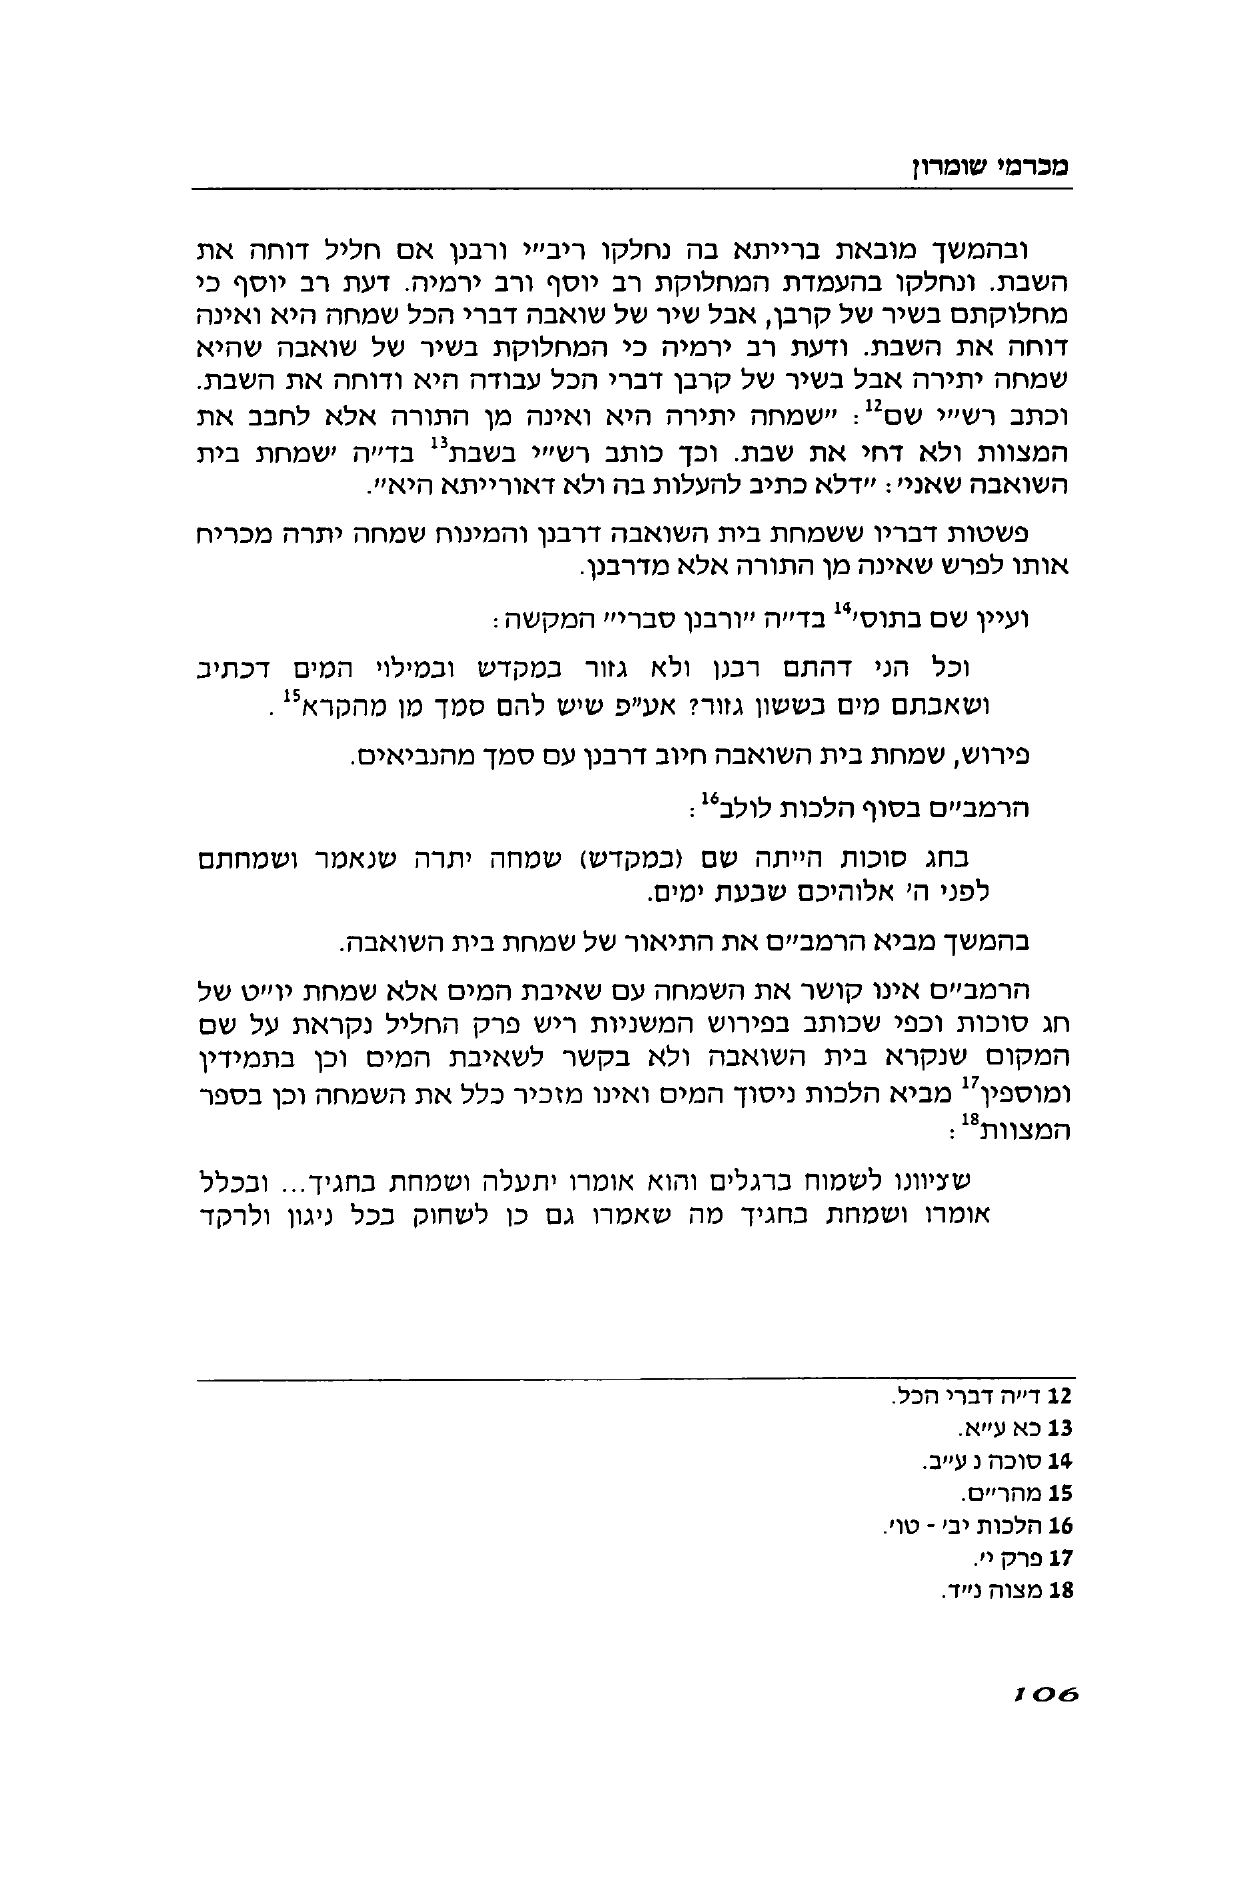 מכרמי שומרון
ובהמשך מובאת ברייתא בה נחלקו ריב״י ורבנן אם חליל דוחה את
השבת. ונחלקו בהעמדת המחלוקת רב יוסף ורב ירמיה. דעת רב יוסף כי
מחלוקתם בשיר של קרבן, אבל שיר של שואבה דברי הכל שמחה היא ואינה
דוחה את השבת. ודעת רב ירמיה כי המחלוקת בשיר של שואבה שהיא
שמחה יתירה אבל בשיר של קרבן דברי הכל עבודה היא ודוחה את השבת.
וכתב רש״י שם12: ״שמחה יתירה היא ואינה מן התורה אלא לחבב את
המצוות ולא דחי את שבת. וכך כותב רש״י בשבת13 בד״ה ׳שמחת בית
השואבה שאני׳: ״דלא כתיב להעלות בה ולא דאורייתא היא״.
פשטות דבריו ששמחת בית השואבה דרבנן והמינוח שמחה יתרה מכריח
אותו לפרש שאינה מן התורה אלא מדרבנן.
ועיין שם בתוס׳14 בד״ה ״ורבנן סברי״ המקשה:
וכל הני דהתם רבנן ולא גזור במקדש ובמילוי המים דכתיב
ושאבתם מים בששון גזור? אע״פ שיש להם סמך מן מהקרא15.
פירוש, שמחת בית השואבה חיוב דרבנן עם סמך מהנביאים.
הרמב״ם בסוף הלכות לולב16:
בחג סוכות הייתה שם (במקדש) שמחה יתרה שנאמר ושמחתם
לפני ה׳ אלוהיכם שבעת ימים.
בהמשך מביא הרמב״ם את התיאור של שמחת בית השואבה.
הרמב״ם אינו קושר את השמחה עם שאיבת המים אלא שמחת יו״ט של
חג סוכות וכפי שכותב בפירוש המשניות ריש פרק החליל נקראת על שם
המקום שנקרא בית השואבה ולא בקשר לשאיבת המים וכן בתמידין
ומוספין17 מביא הלכות ניסוך המים ואינו מזכיר כלל את השמחה וכן בספר
המצוות18:
שציוונו לשמוח ברגלים והוא אומרו יתעלה ושמחת בחגיך... ובכלל
אומרו ושמחת בחגיך מה שאמרו גם כן לשחוק בכל ניגון ולרקד
12 ד״ה דברי הכל.
13 כא ע״א.
14 סוכה נ ע״ב.
15 מהר״ם.
16 הלכות יב׳ - טו׳.
17 פרק י׳.
18 מצוה נ״ד.
106